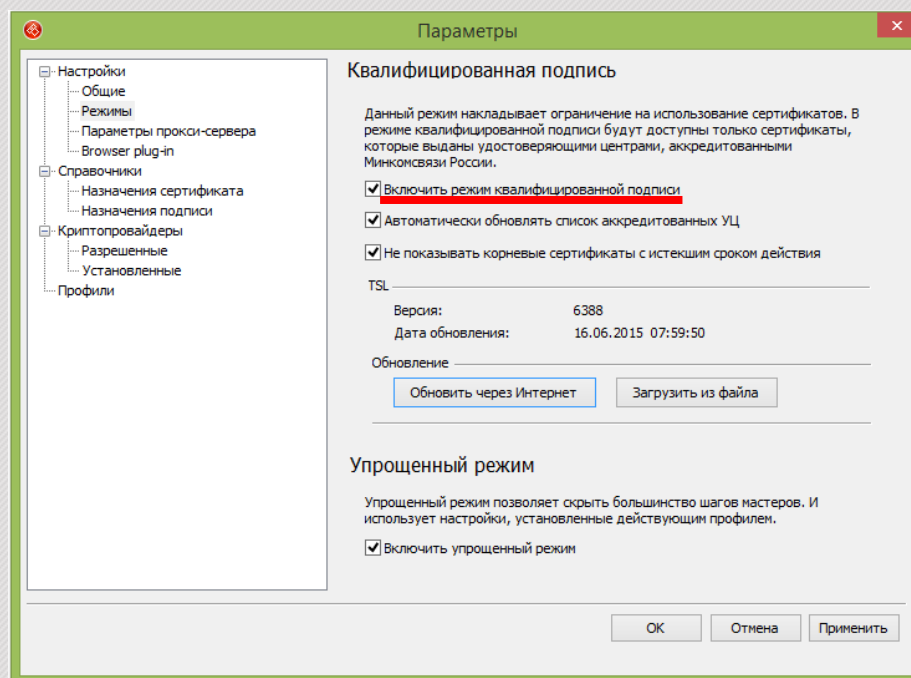 Параметры
Настройки
Общие
Режимы
Параметры прокси-сервера
Browser plug-in
Справочники
Назначения сертификата
Назначения подписи
Криптопровайдеры
Разрешенные
Установленные
Профили
Квалифицированная подпись
Данный режим накладывает ограничение на использование сертификатов. В
режиме квалифицированной подписи будут доступны только сертификаты,
которые выданы удостоверяющими центрами, аккредитованными
Минкомсвязи России.
Включить режим квалифицированной подписи
Автоматически обновлять список аккредитованных УЦ
Не показывать корневые сертификаты с истекшим сроком действия
TSL
Версия: 6388
Дата обновления: 16.06.2015 07:59:50
Обновление
Обновить через Интернет Загрузить из файла
Упрощенный режим
Упрощенный режим позволяет скрыть большинство шагов мастеров. И
использует настройки, установленные действующим профилем.
Включить упрощенный режим
ОК Отмена Применить